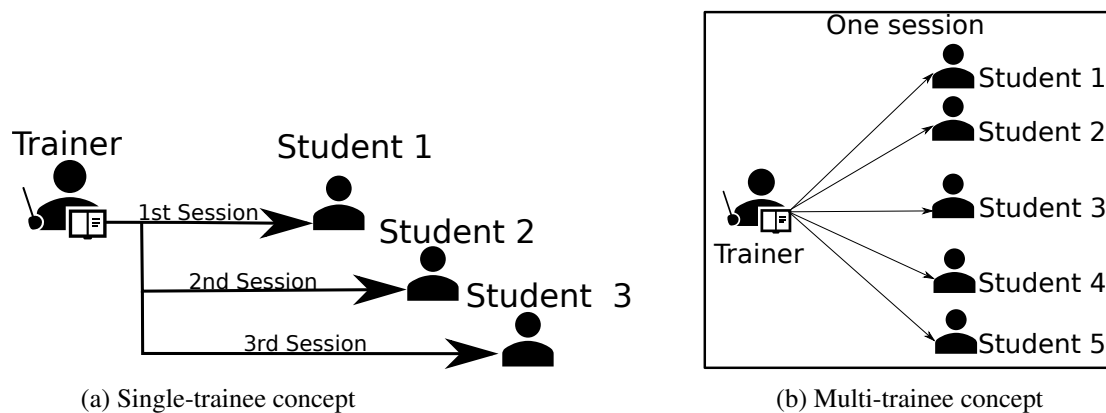 Trainer
Student 1
1st Session
Student 2
2nd Session
Student 3
3rd Session
(a) Single-trainee concept
One session
Student 1
Student 2
Student 3
Trainer
Student 4
Student 5
(b) Multi-trainee concept